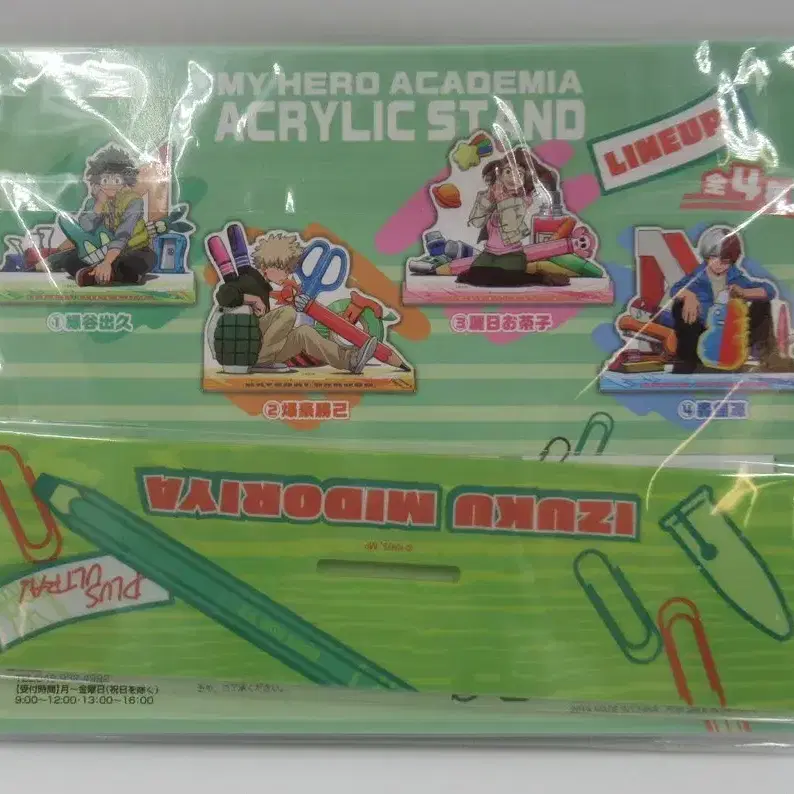 MY HERO ACADEMIA
ACRYLIC STAND
LINEUP
全4
①緑谷出久
②爆豪勝己
③麗日お茶子
④轟焦凍
IZUKU MIDORIYA
PLUS
ULTRA!
【受付時間】月〜金曜日(祝日を除く)
9:00〜12:00・13:00〜16:00